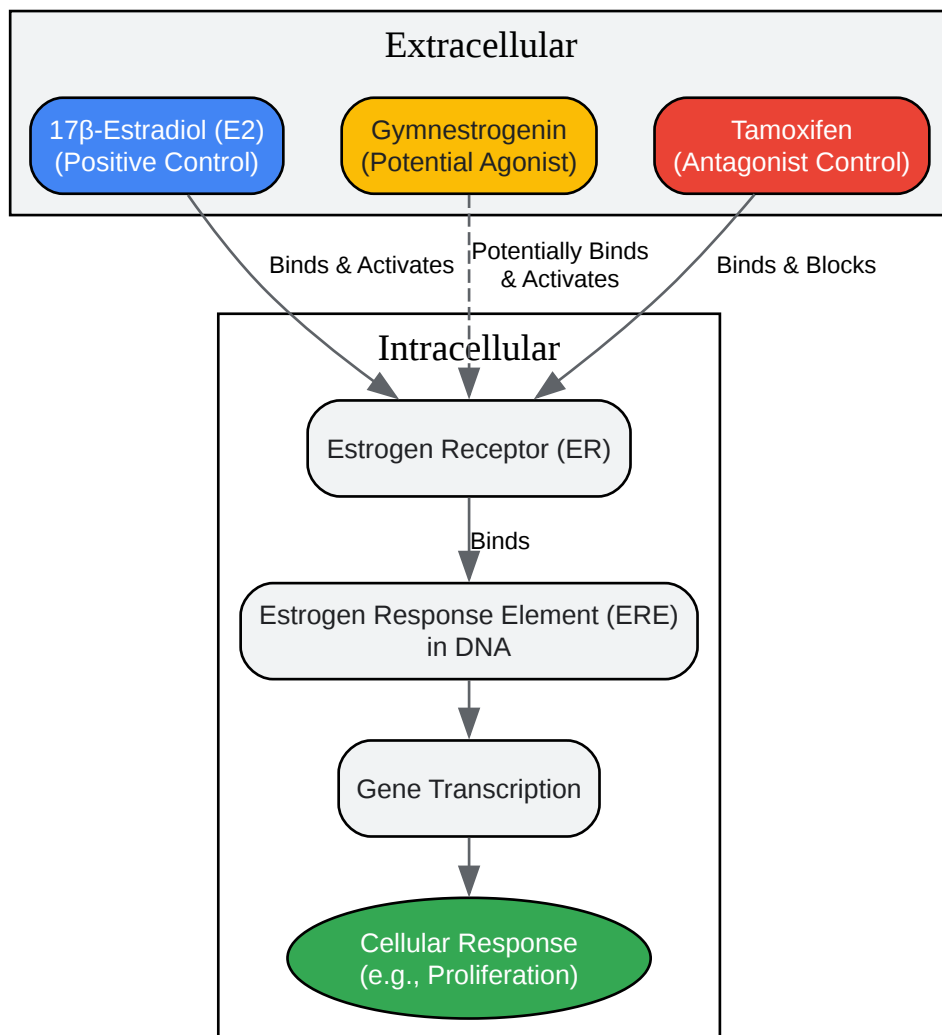 Extracellular
17β-Estradiol (E2)
(Positive Control)
Gymnestrogenin
(Potential Agonist)
Tamoxifen
(Antagonist Control)
Binds & Activates
Potentially Binds
& Activates
Binds & Blocks
Intracellular
Estrogen Receptor (ER)
Binds
Estrogen Response Element (ERE)
in DNA
Gene Transcription
Cellular Response
(e.g., Proliferation)